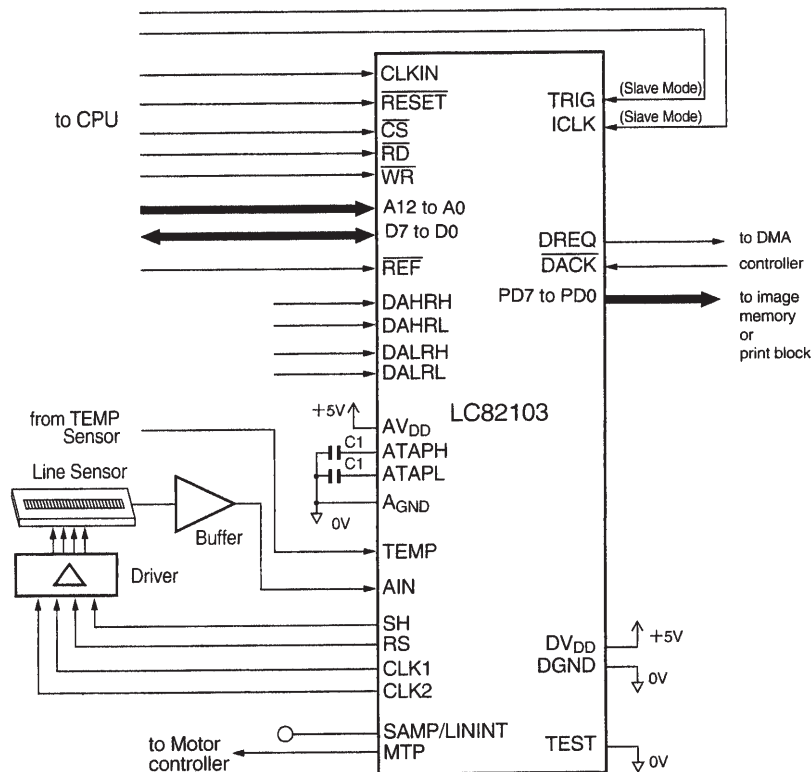 to CPU
CLKIN
RESET
CS
RD
WR
A12 to A0
D7 to D0
REF
DAHRH
DAHRL
DALRH
DALRL
TRIG (Slave Mode)
ICLK (Slave Mode)
DREQ to DMA
DACK controller
PD7 to PD0 to image
memory
or
print block
LC82103
+5V
AVDD
C1
ATAPH
C1
ATAPL
AGND
0V
from TEMP
Sensor
Line Sensor
Buffer
Driver
TEMP
AIN
SH
RS
CLK1
CLK2
SAMP/LININT
MTP
to Motor
controller
DVDD +5V
DGND
0V
TEST
0V